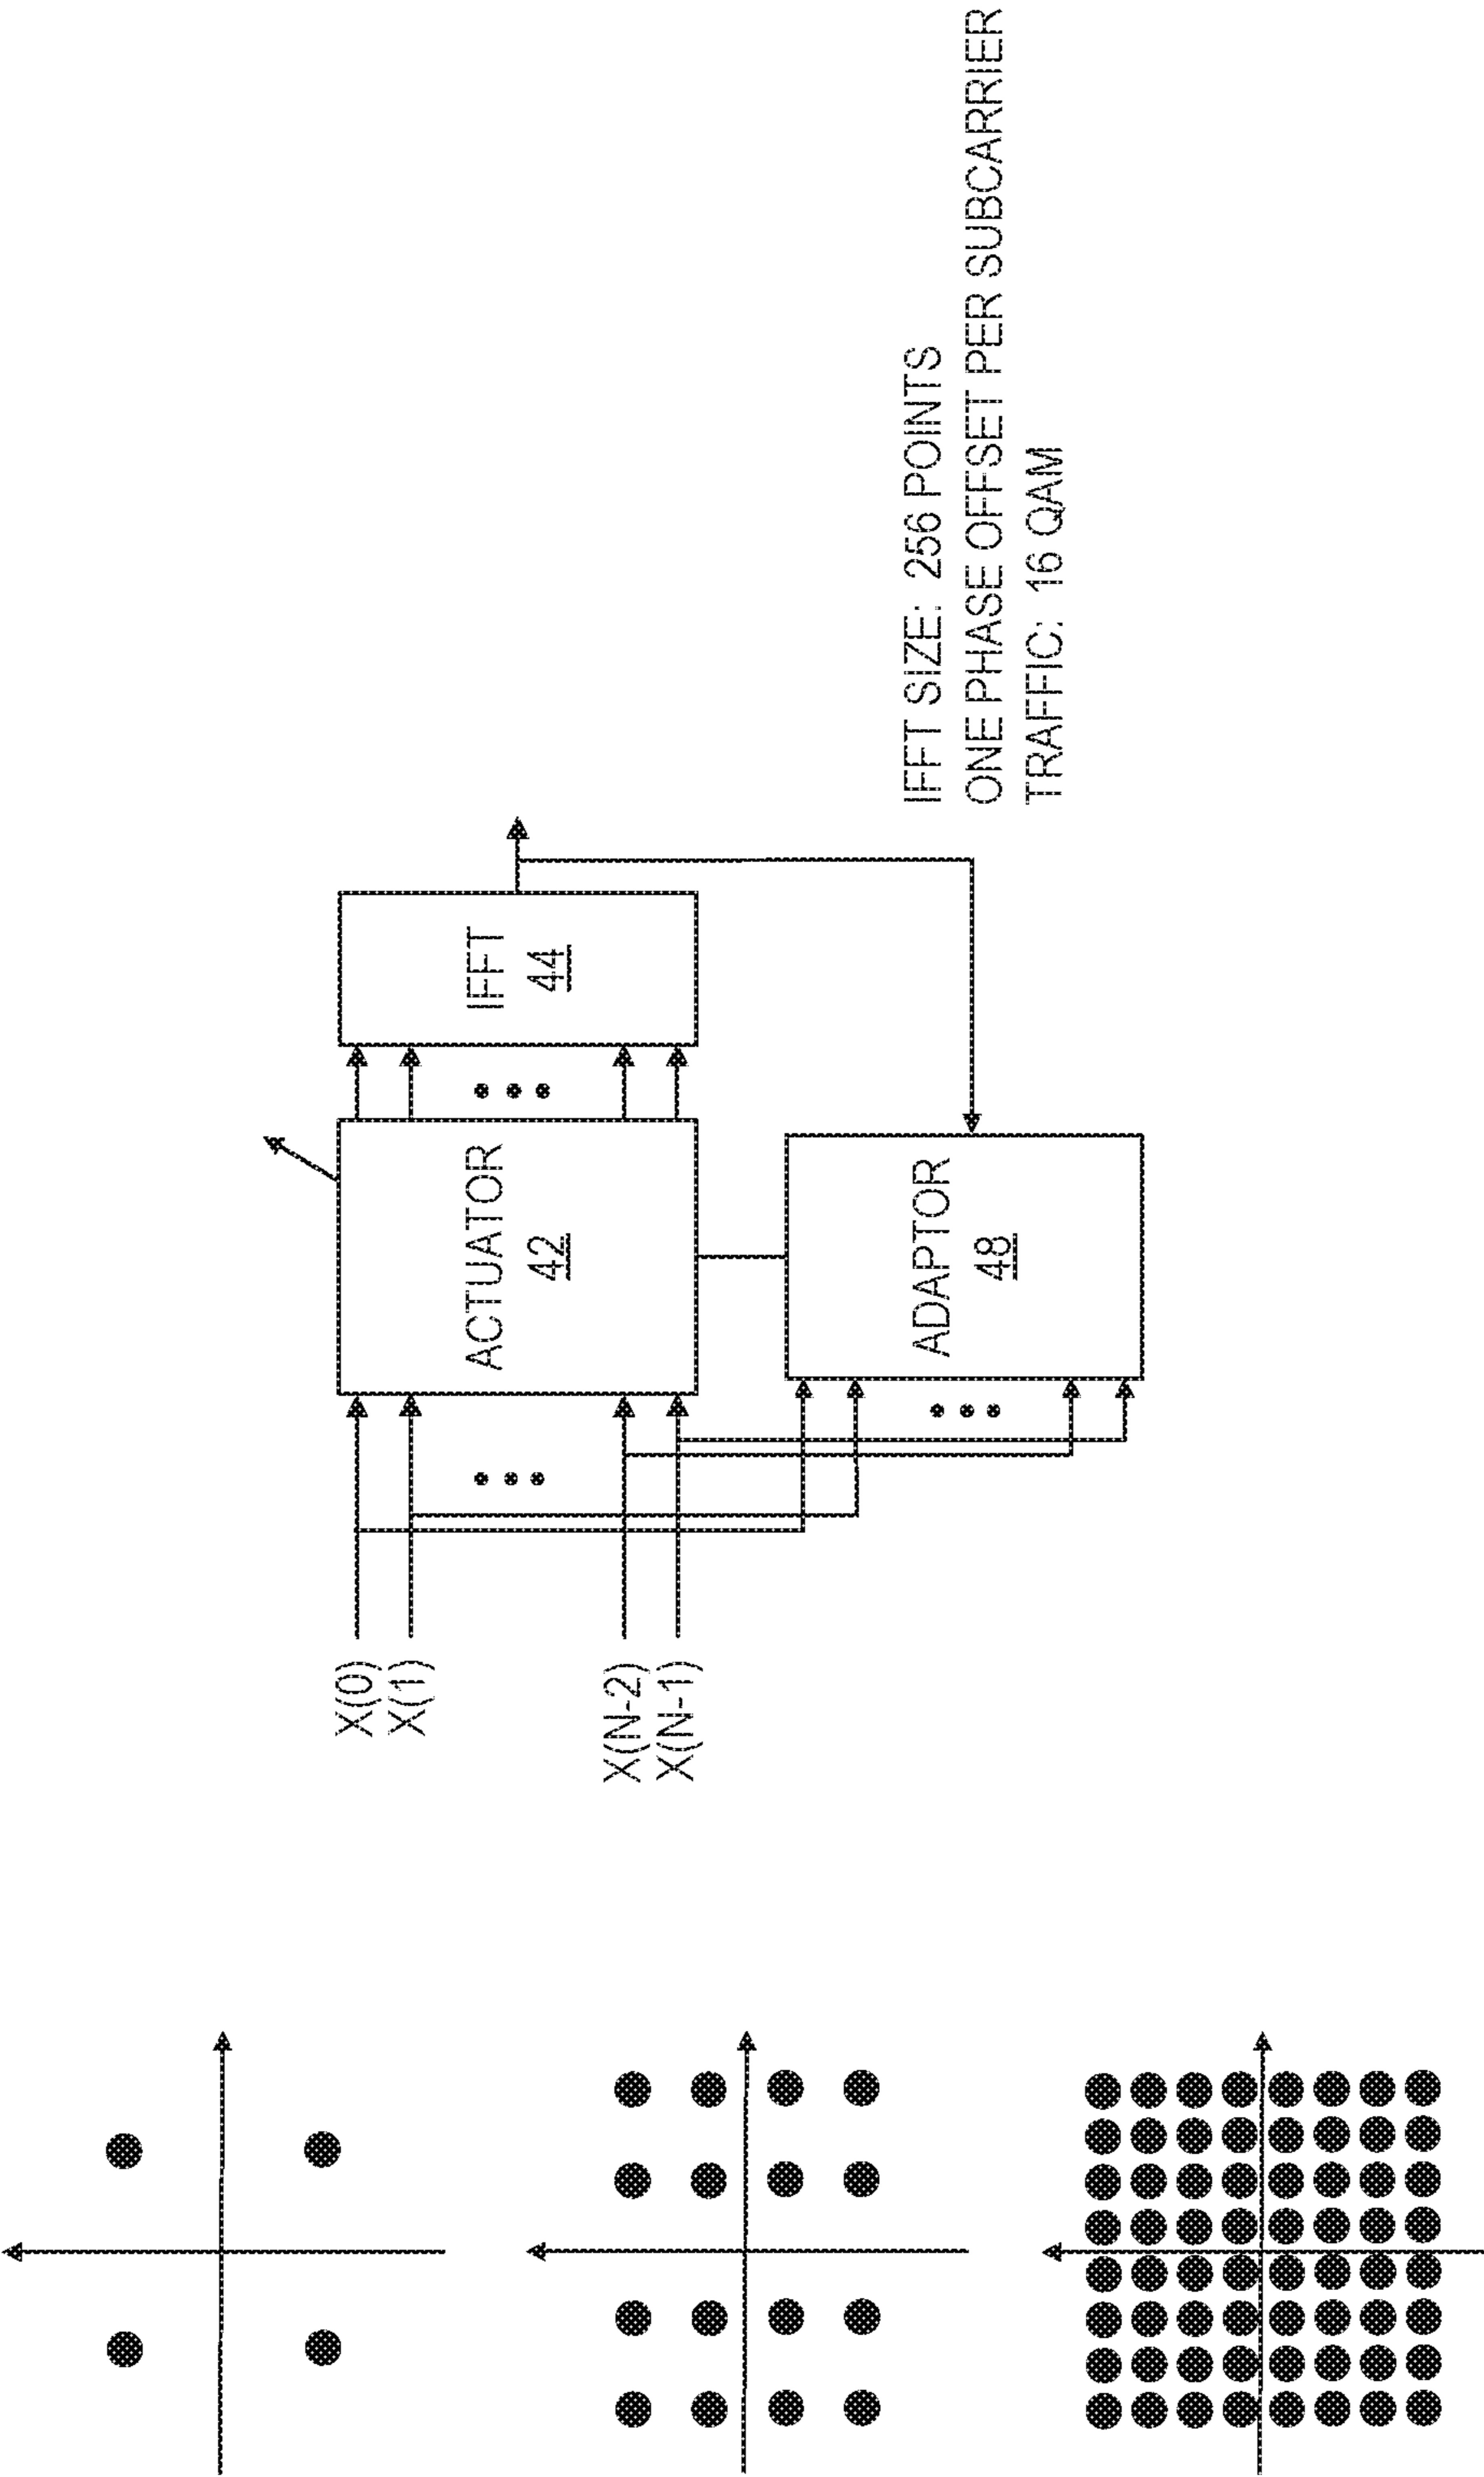 X(0)
X(1)
X(N-2)
X(N-1)
ACTUATOR
42
IFFT
44
ADAPTOR
48
IFFT SIZE: 256 POINTS
ONE PHASE OFFSET PER SUBCARRIER
TRAFFIC: 16 QAM